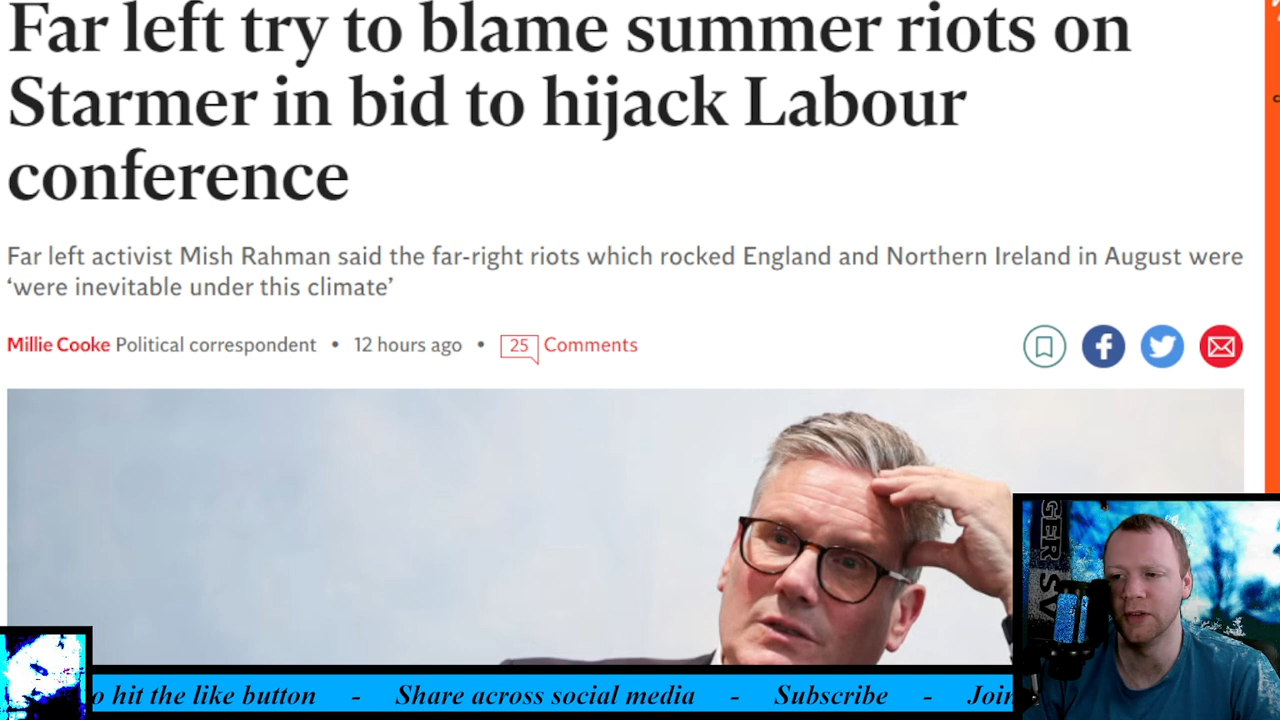 Far left try to blame summer riots on
Starmer in bid to hijack Labour
conference
Far left activist Mish Rahman said the far-right riots which rocked England and Northern Ireland in August were
‘were inevitable under this climate’
Millie Cooke Political correspondent • 12 hours ago • 25 Comments
GER SV
o hit the like button - Share across social media - Subscribe - Join